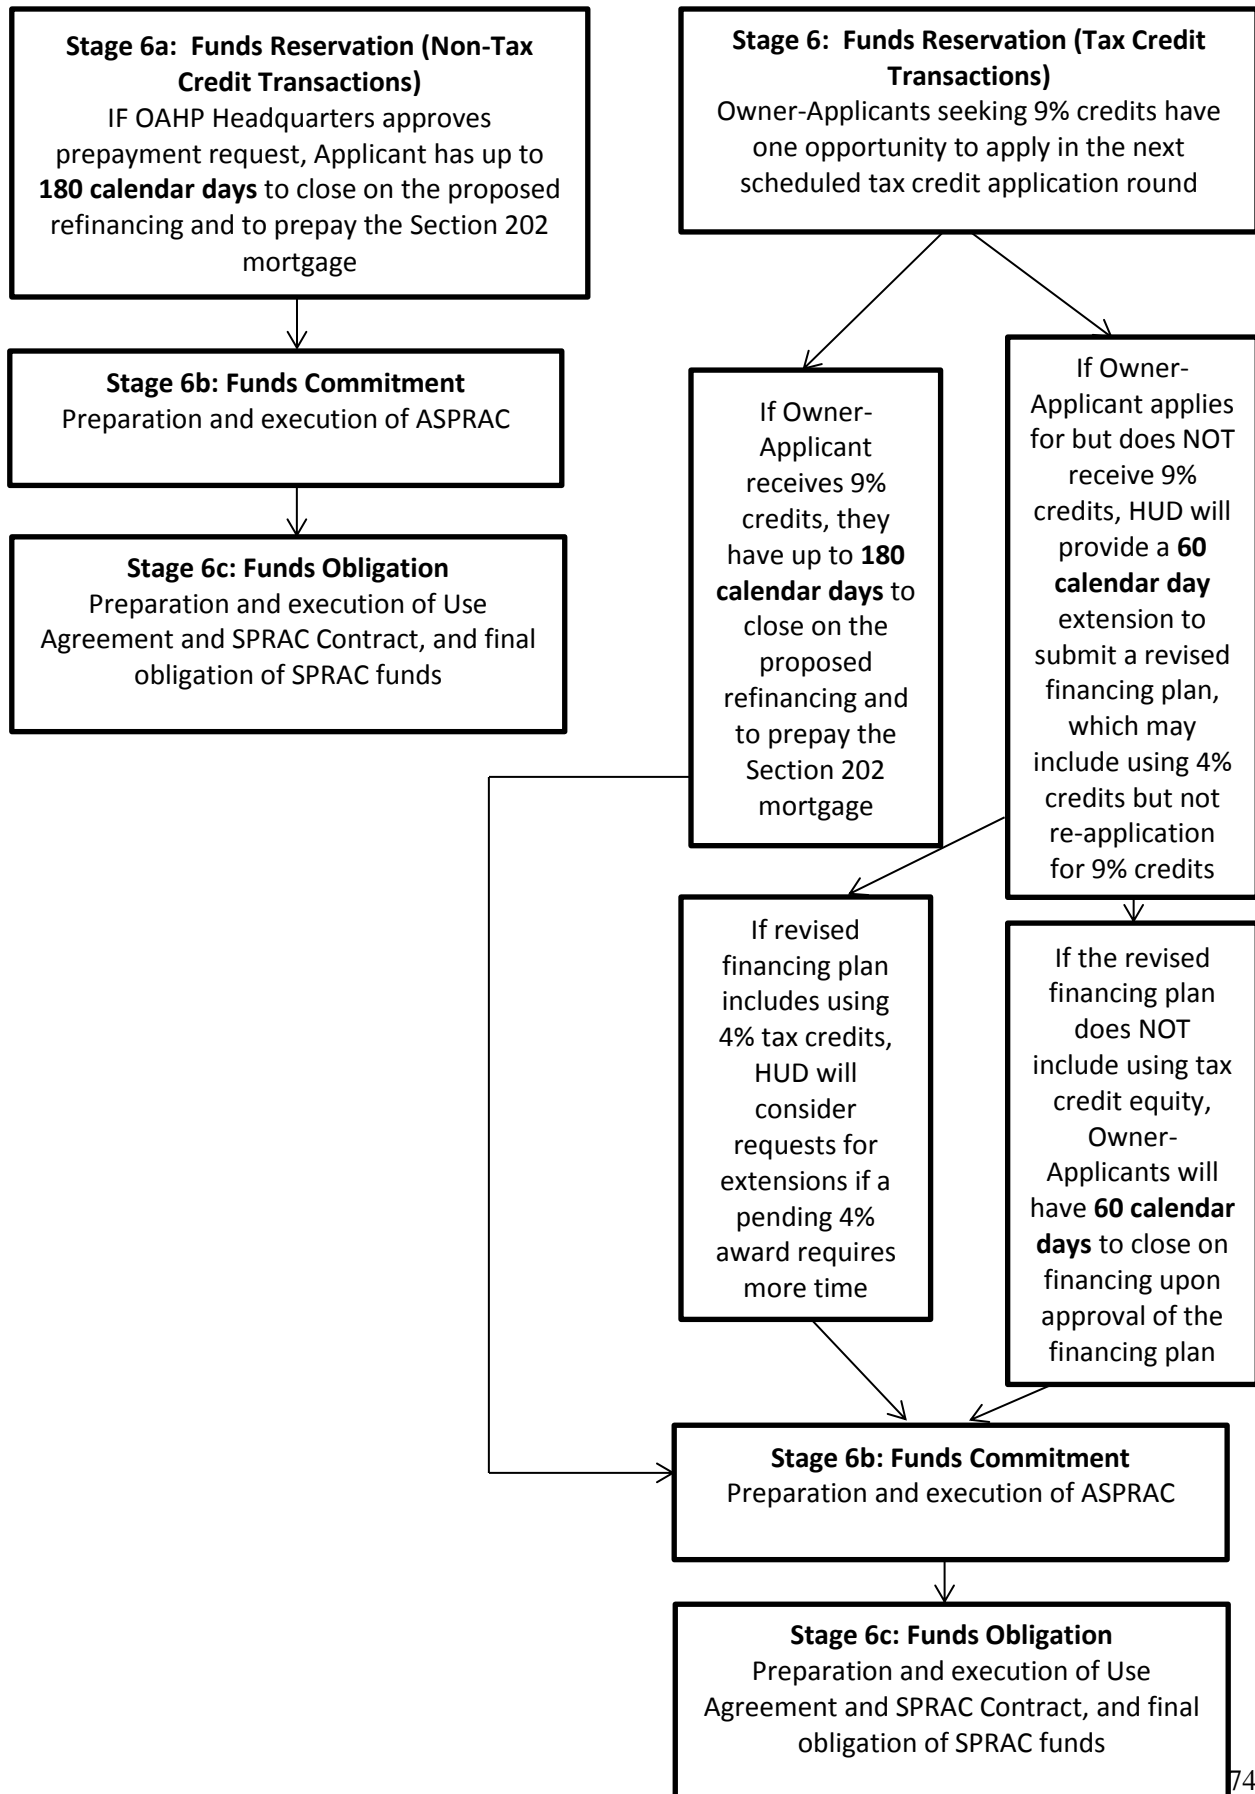 Stage 6a:  Funds Reservation (Non-Tax
Credit Transactions)
IF OAHP Headquarters approves
prepayment request, Applicant has up to
180 calendar days to close on the proposed
refinancing and to prepay the Section 202
mortgage
Stage 6b: Funds Commitment
Preparation and execution of ASPRAC
Stage 6c: Funds Obligation
Preparation and execution of Use
Agreement and SPRAC Contract, and final
obligation of SPRAC funds
Stage 6:  Funds Reservation (Tax Credit
Transactions)
Owner-Applicants seeking 9% credits have
one opportunity to apply in the next
scheduled tax credit application round
If Owner-
Applicant
receives 9%
credits, they
have up to 180
calendar days to
close on the
proposed
refinancing and
to prepay the
Section 202
mortgage
If Owner-
Applicant applies
for but does NOT
receive 9%
credits, HUD will
provide a 60
calendar day
extension to
submit a revised
financing plan,
which may
include using 4%
credits but not
re-application
for 9% credits
If revised
financing plan
includes using
4% tax credits,
HUD will
consider
requests for
extensions if a
pending 4%
award requires
more time
If the revised
financing plan
does NOT
include using tax
credit equity,
Owner-
Applicants will
have 60 calendar
days to close on
financing upon
approval of the
financing plan
Stage 6b: Funds Commitment
Preparation and execution of ASPRAC
Stage 6c: Funds Obligation
Preparation and execution of Use
Agreement and SPRAC Contract, and final
obligation of SPRAC funds
74